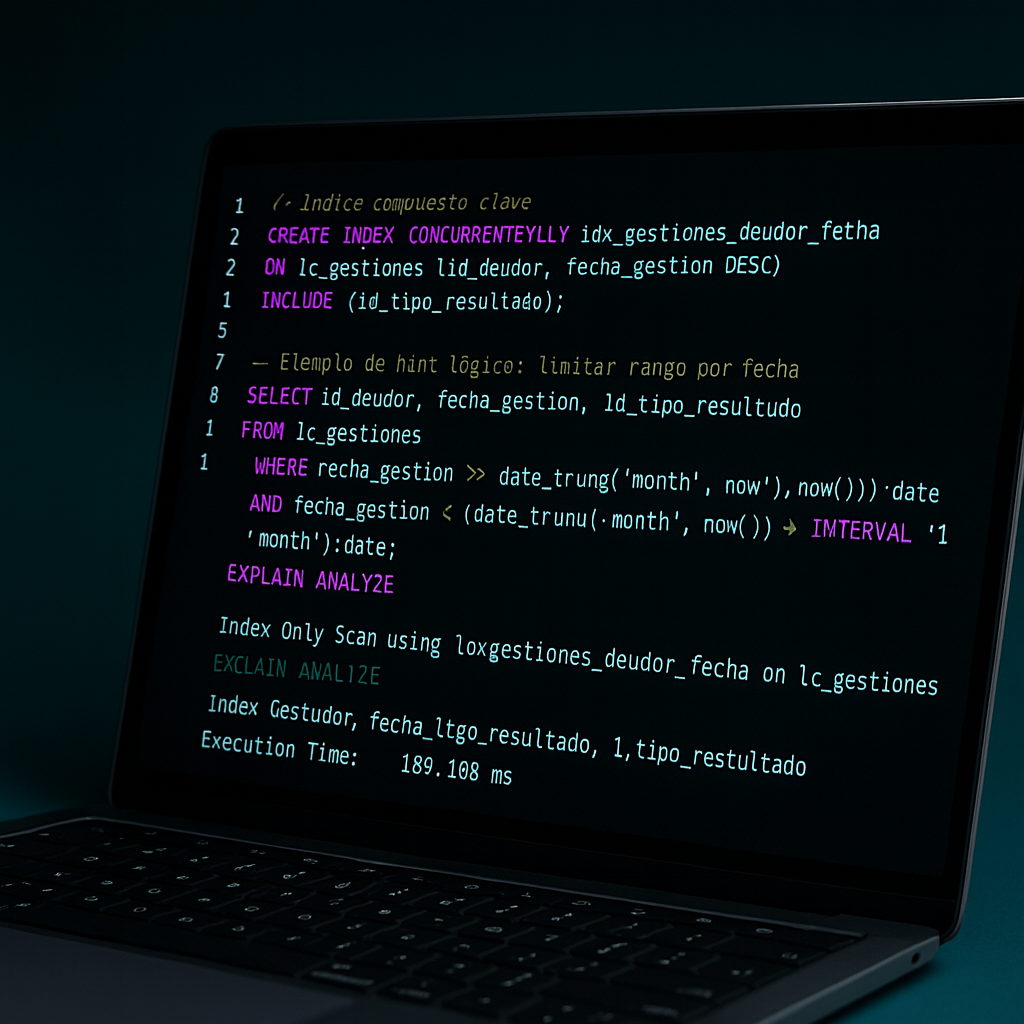 1 (- Indice compuesto clave
2 CREATE INDEX CONCURRENTEYLLY idx_gestiones_deudor_fetha
2 ON lc_gestiones lid_deudor, fecha_gestion DESC)
1 INCLUDE (id_tipo_resultado);
5
7 — Elemplo de hint lõgico: limitar rango por fecha
8 SELECT id_deudor, fecha_gestion, ld_tipo_resultudo
1 FROM lc_gestiones
1 WHERE recha_gestion >> date_trung('month', now'),now()))·date
AND fecha_gestion < (date_trunu(·month', now()) → IMTERVAL '1
'month'):date;
EXPLAIN ANALY2E
Index Only Scan using loxgestiones_deudor_fecha on lc_gestiones
EXCLAIN ANAL12E
Index Gestudor, fecha_ltgo_resultado, 1,tipo_restultado
Execution Time: 189.108 ms